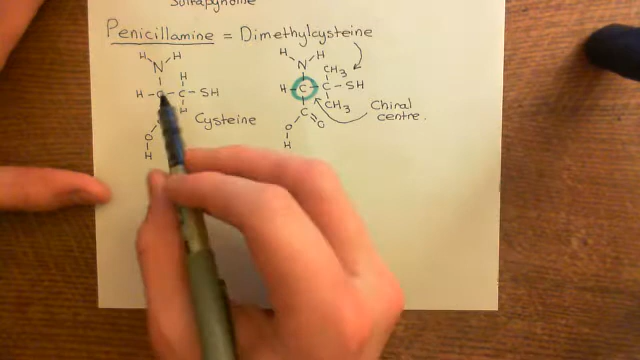 Penicillamine = Dimethylcysteine
H H
N
H
H - C - C - SH
H
O
H
Cysteine
H H
N
CH3
H - C - C - SH
CH3
C
O O
H
Chiral
centre.